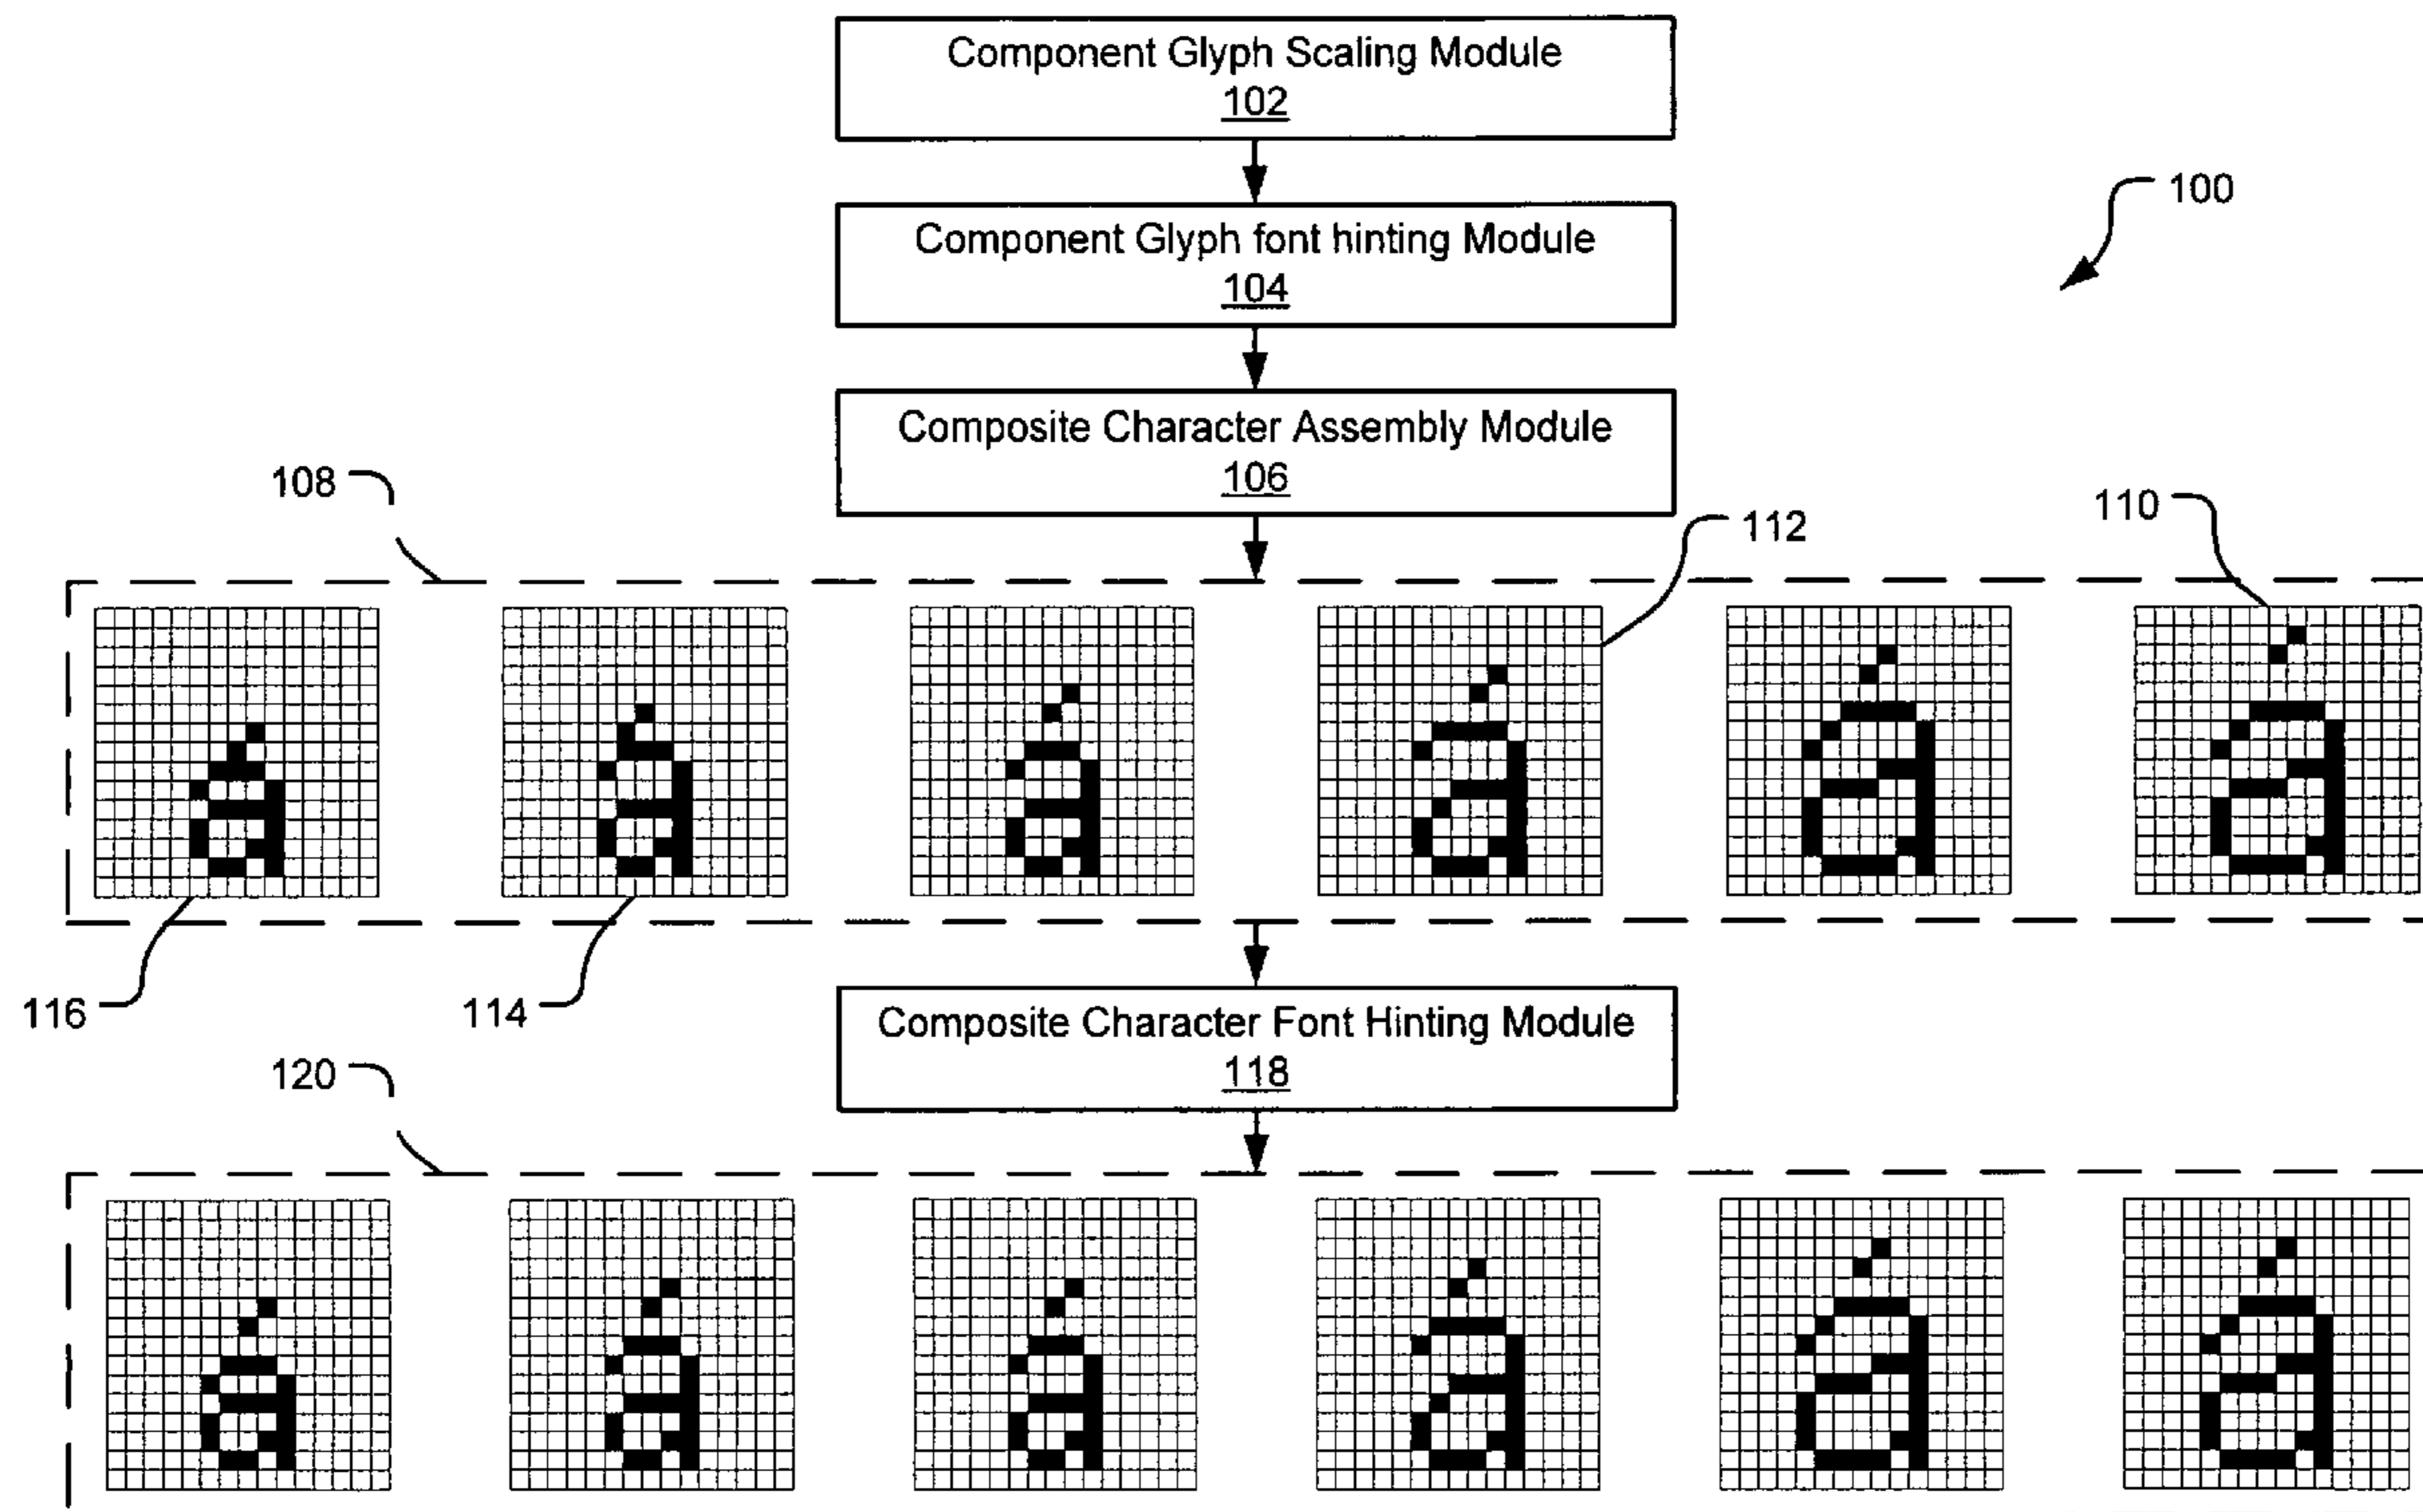 Component Glyph Scaling Module
102
100
Component Glyph font hinting Module
104
Composite Character Assembly Module
106
108
112
110
á á á á á á
116
114
Composite Character Font Hinting Module
118
120
á á á á á á